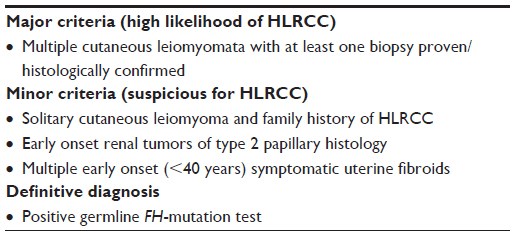 Major criteria (high likelihood of HLRCC)
• Multiple cutaneous leiomyomata with at least one biopsy proven/
histologically confirmed
Minor criteria (suspicious for HLRCC)
• Solitary cutaneous leiomyoma and family history of HLRCC
• Early onset renal tumors of type 2 papillary histology
• Multiple early onset (<40 years) symptomatic uterine fibroids
Definitive diagnosis
• Positive germline FH-mutation test